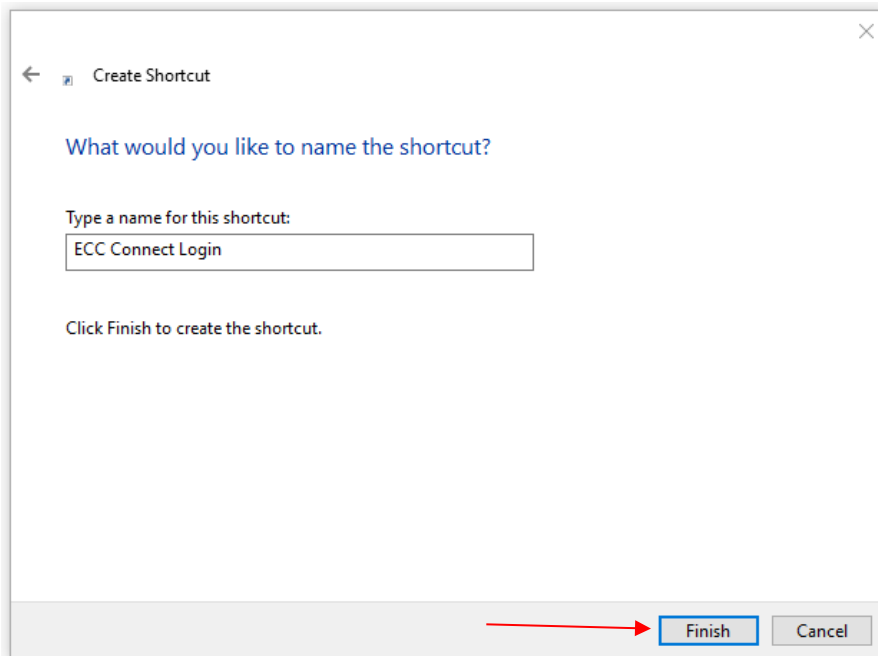 Create Shortcut
What would you like to name the shortcut?
Type a name for this shortcut:
ECC Connect Login
Click Finish to create the shortcut.
Finish Cancel